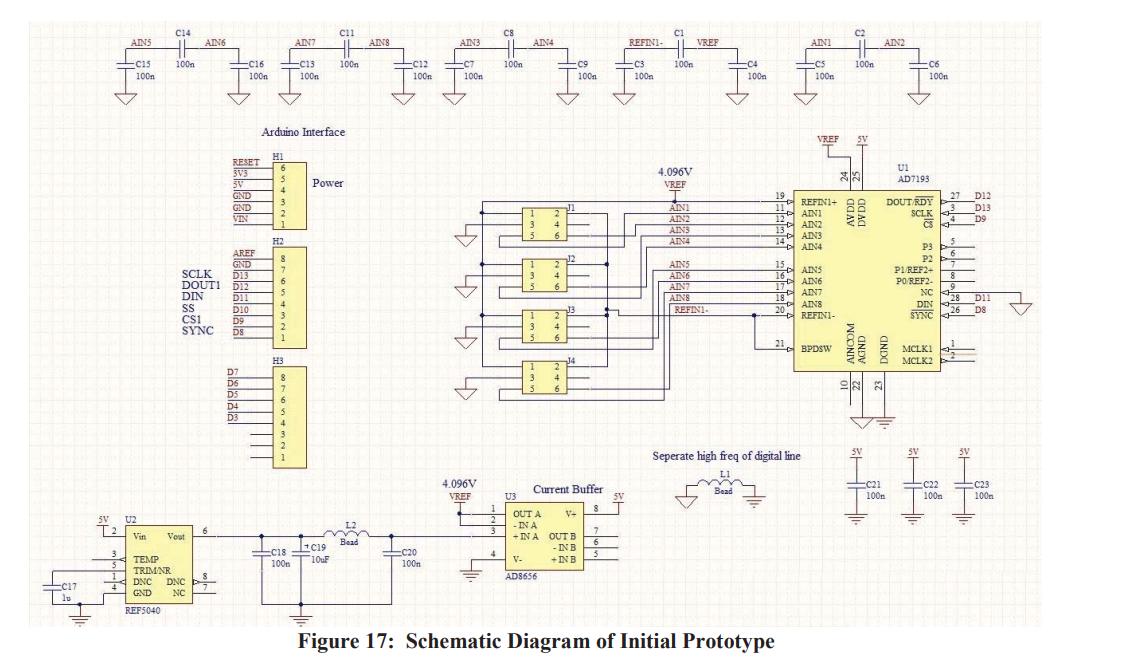 AIN5 C14 AIN6 AIN7 C11 AIN8 AIN3 C8 AIN4 REFIN1- C1 VREF AIN1 C2 AIN2
100n 100n 100n 100n 100n
C15 C16 C13 C12 C7 C9 C3 C4 C5 C6
100n 100n 100n 100n 100n 100n 100n 100n 100n 100n
Arduino Interface
H1
RESET 6
3V3 5
5V 4
GND 3
GND 2
VIN 1
Power
H2
AREF 8
GND 7
SCLK D13 6
DOUT1 D12 5
DIN D11 4
SS D10 3
CS1 D9 2
SYNC D8 1
H3
D7 8
D6 7
D5 6
D4 5
D3 4
3
2
1
4.096V
VREF
J1
1 2
3 4
5 6
J2
1 2
3 4
5 6
J3
1 2
3 4
5 6
J4
1 2
3 4
5 6
AIN1
AIN2
AIN3
AIN4
AIN5
AIN6
AIN7
AIN8
REFIN1-
VREF 5V
U1
AD7193
24 25
AVDD DVDD
19 REFIN1+
11 AIN1
12 AIN2
13 AIN3
14 AIN4
15 AIN5
16 AIN6
17 AIN7
18 AIN8
20 REFIN1-
21 BPDSW
DOUT/RDY 27 D12
SCLK 3 D13
CS 4 D9
P3 5
P2 6
P1/REF2+ 7
P0/REF2- 8
NC 9
DIN 28 D11
SYNC 26 D8
MCLK1 1
MCLK2 2
AINCOM AGND DGND
10 22 23
Seperate high freq of digital line
L1
Bead
5V 5V 5V
C21 C22 C23
100n 100n 100n
4.096V
VREF
Current Buffer
U3
1 OUT A V+ 8 5V
2 - IN A
3 + IN A OUT B 7
- IN B 6
4 V- + IN B 5
AD8656
5V U2
2 Vin Vout 6
3 TEMP
5 TRIM/NR
1 DNC DNC 8
4 GND NC 7
REF5040
C17
1u
C18
100n
+ C19
10uF
L2
Bead
C20
100n
Figure 17: Schematic Diagram of Initial Prototype